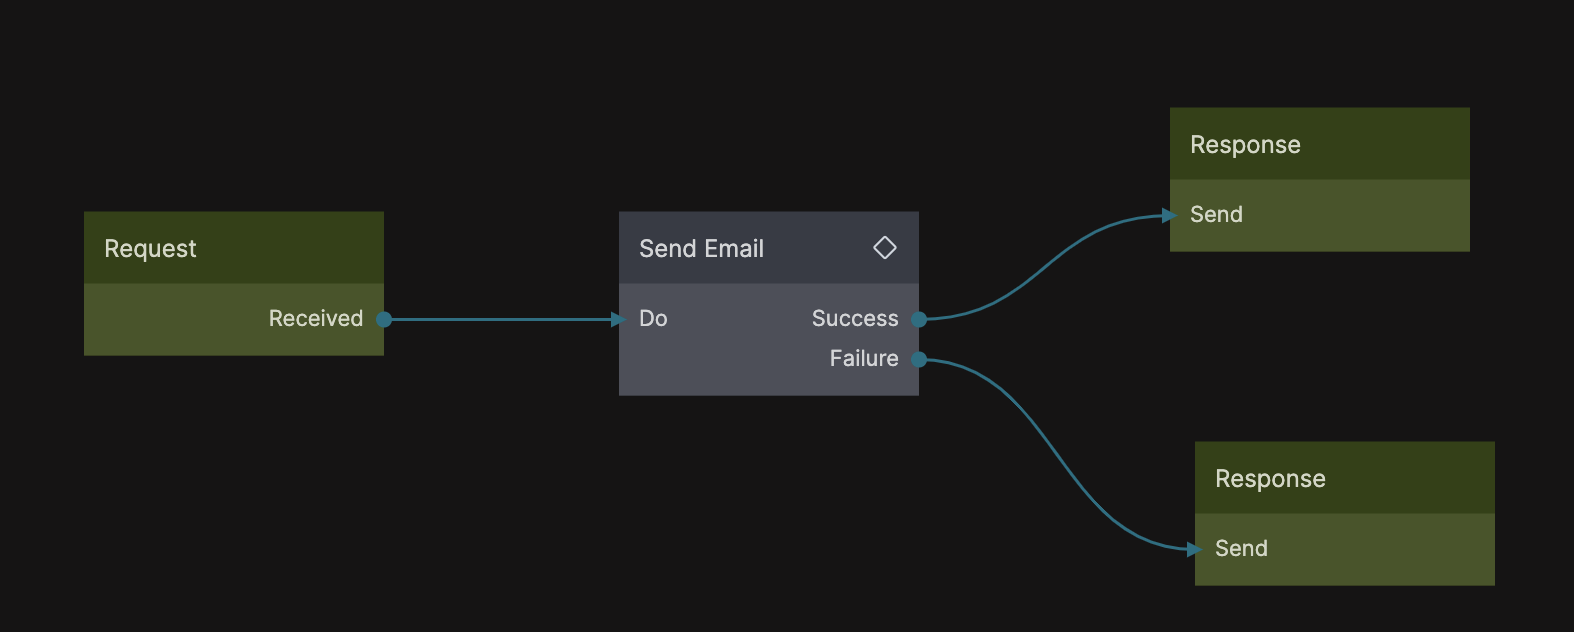 Request
Received
Send Email
Do
Success
Failure
Response
Send
Response
Send